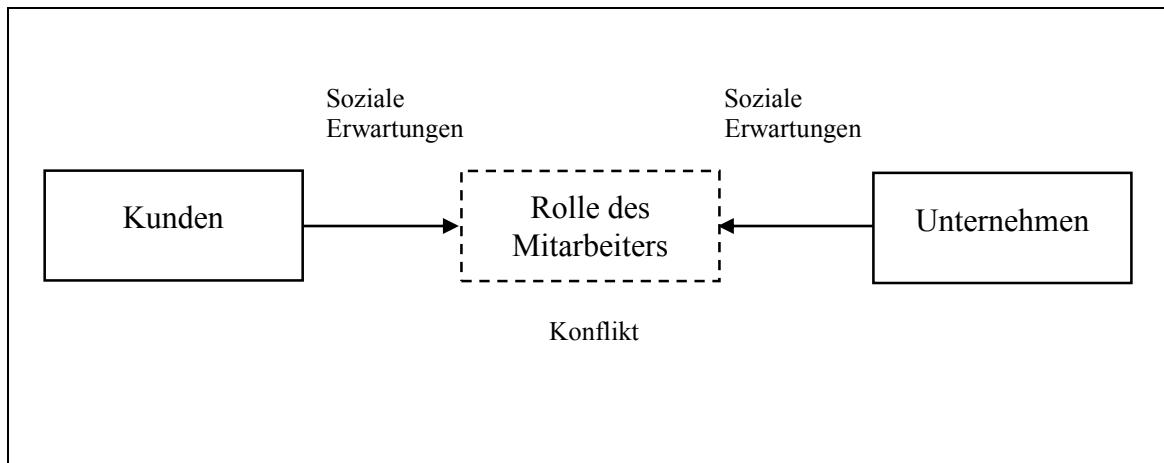 Soziale
Erwartungen
Soziale
Erwartungen
Kunden
Rolle des
Mitarbeiters
Unternehmen
Konflikt